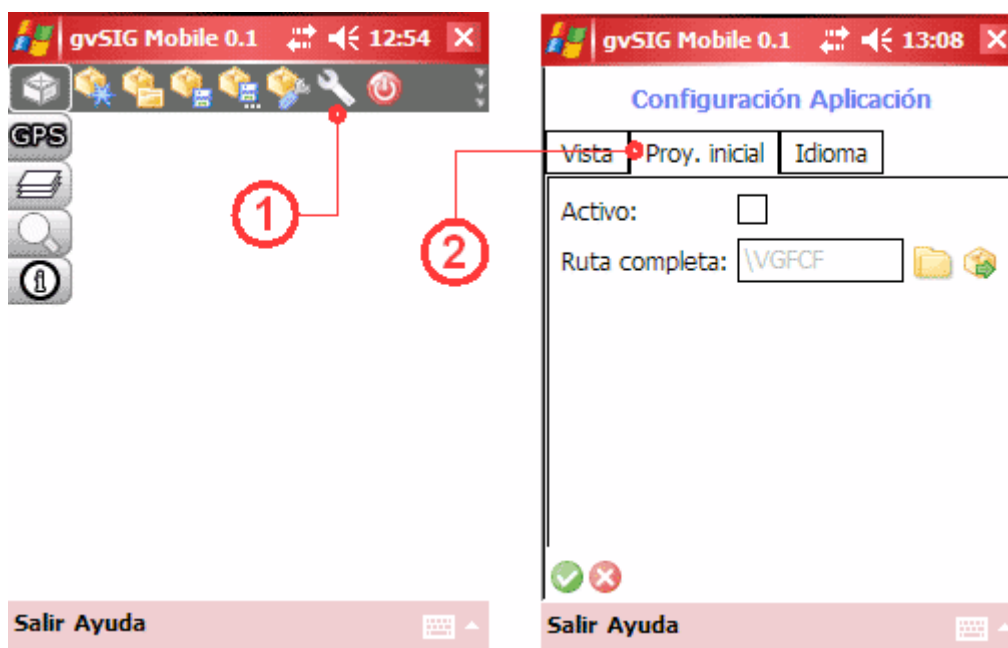 gvSIG Mobile 0.1 12:54
GPS
1
Salir Ayuda
gvSIG Mobile 0.1 13:08
Configuración Aplicación
Vista Proy. inicial Idioma
2
Activo:
Ruta completa: \VGFCF
Salir Ayuda